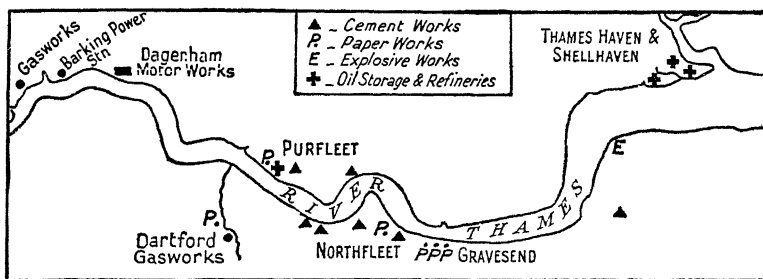 Gasworks
Barking Power
Stn
Dagenham
Motor Works
▲ - Cement Works
P. - Paper Works
E - Explosive Works
✚ - Oil Storage & Refineries
THAMES HAVEN &
SHELLHAVEN
P.
PURFLEET
E
RIVER
THAMES
P.
Dartford
Gasworks
NORTHFLEET
P.
PPP
GRAVESEND